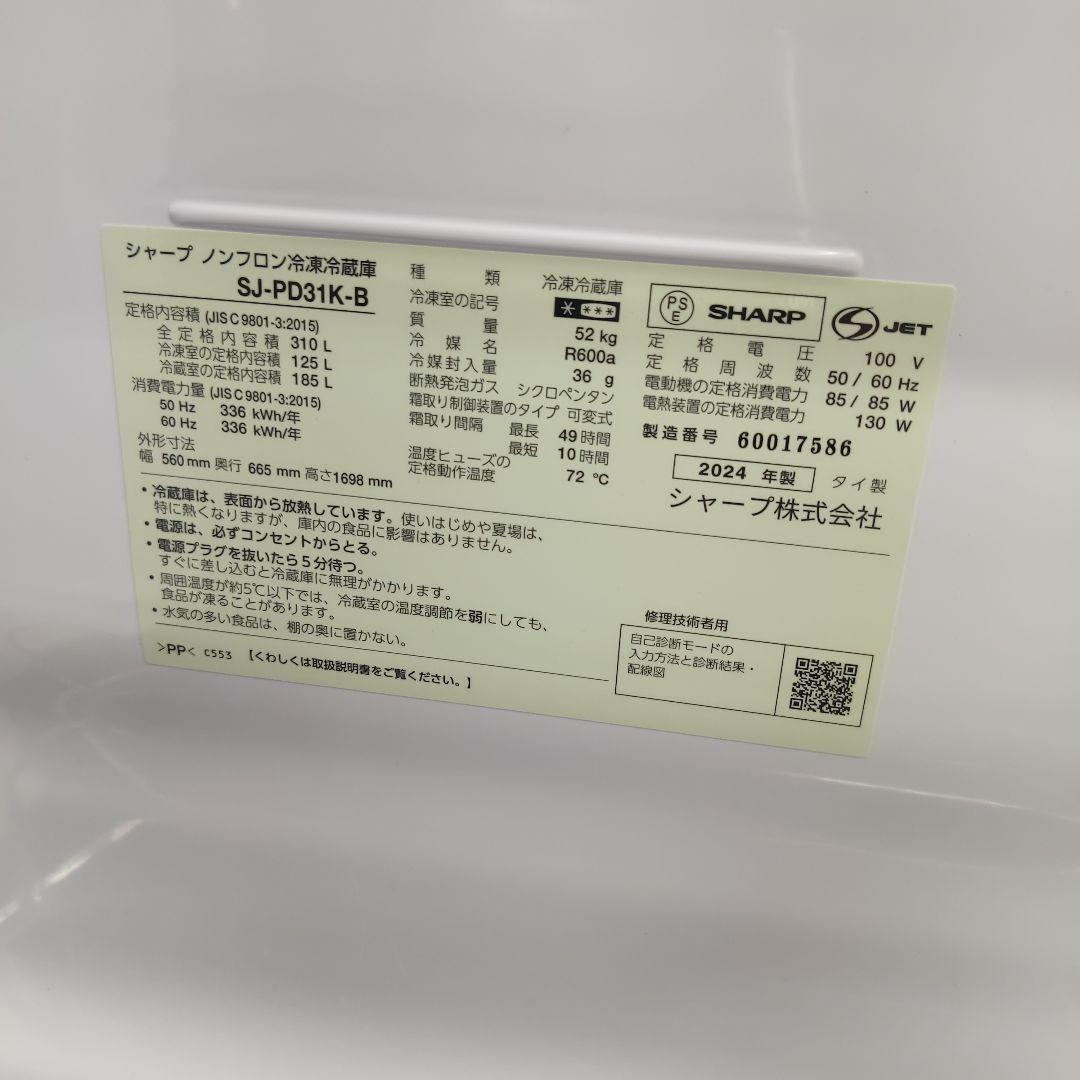 シャープ ノンフロン冷凍冷蔵庫
SJ-PD31K-B
定格内容積 (JIS C 9801-3:2015)
全定格内容積 310 L
冷凍室の定格内容積 125 L
冷蔵室の定格内容積 185 L
消費電力量 (JIS C 9801-3:2015)
50 Hz 336 kWh/年
60 Hz 336 kWh/年
外形寸法
幅 560 mm 奥行 665 mm 高さ 1698 mm
種類 冷凍冷蔵庫
冷凍室の記号 * ***
質量 52 kg
冷媒名 R600a
冷媒封入量 36 g
断熱発泡ガス シクロペンタン
霜取り制御装置のタイプ 可変式
霜取り間隔 最長 49 時間
最短 10 時間
温度ヒューズの
定格動作温度 72 ℃
PS E SHARP S JET
定格電圧 100 V
定格周波数 50 / 60 Hz
電動機の定格消費電力 85 / 85 W
電熱装置の定格消費電力 130 W
製造番号 60017586
2024 年製 タイ製
シャープ株式会社
・冷蔵庫は、表面から放熱しています。使いはじめや夏場は、
特に熱くなりますが、庫内の食品に影響はありません。
・電源は、必ずコンセントからとる。
・電源プラグを抜いたら5分待つ。
すぐに差し込むと冷蔵庫に無理がかかります。
・周囲温度が約5℃以下では、冷蔵室の温度調節を弱にしても、
食品が凍ることがあります。
・水気の多い食品は、棚の奥に置かない。
>PP< C553 【くわしくは取扱説明書をご覧ください。】
修理技術者用
自己診断モードの
入力方法と診断結果・
配線図